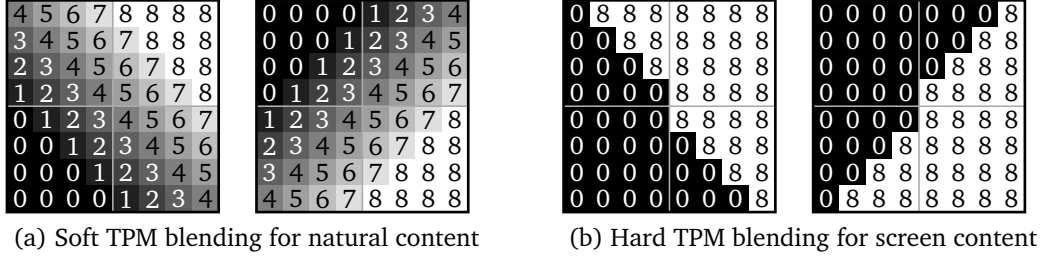 4 5 6 7 8 8 8 8 0 0 0 0 1 2 3 4 0 8 8 8 8 8 8 8 0 0 0 0 0 0 0 8
3 4 5 6 7 8 8 8 0 0 0 1 2 3 4 5 0 0 8 8 8 8 8 8 0 0 0 0 0 0 8 8
2 3 4 5 6 7 8 8 0 0 1 2 3 4 5 6 0 0 0 8 8 8 8 8 0 0 0 0 0 8 8 8
1 2 3 4 5 6 7 8 0 1 2 3 4 5 6 7 0 0 0 0 8 8 8 8 0 0 0 0 8 8 8 8
0 1 2 3 4 5 6 7 1 2 3 4 5 6 7 8 0 0 0 0 8 8 8 8 0 0 0 0 8 8 8 8
0 0 1 2 3 4 5 6 2 3 4 5 6 7 8 8 0 0 0 0 0 8 8 8 0 0 0 8 8 8 8 8
0 0 0 1 2 3 4 5 3 4 5 6 7 8 8 8 0 0 0 0 0 0 8 8 0 0 8 8 8 8 8 8
0 0 0 0 1 2 3 4 4 5 6 7 8 8 8 8 0 0 0 0 0 0 0 8 0 8 8 8 8 8 8 8
(a) Soft TPM blending for natural content (b) Hard TPM blending for screen content